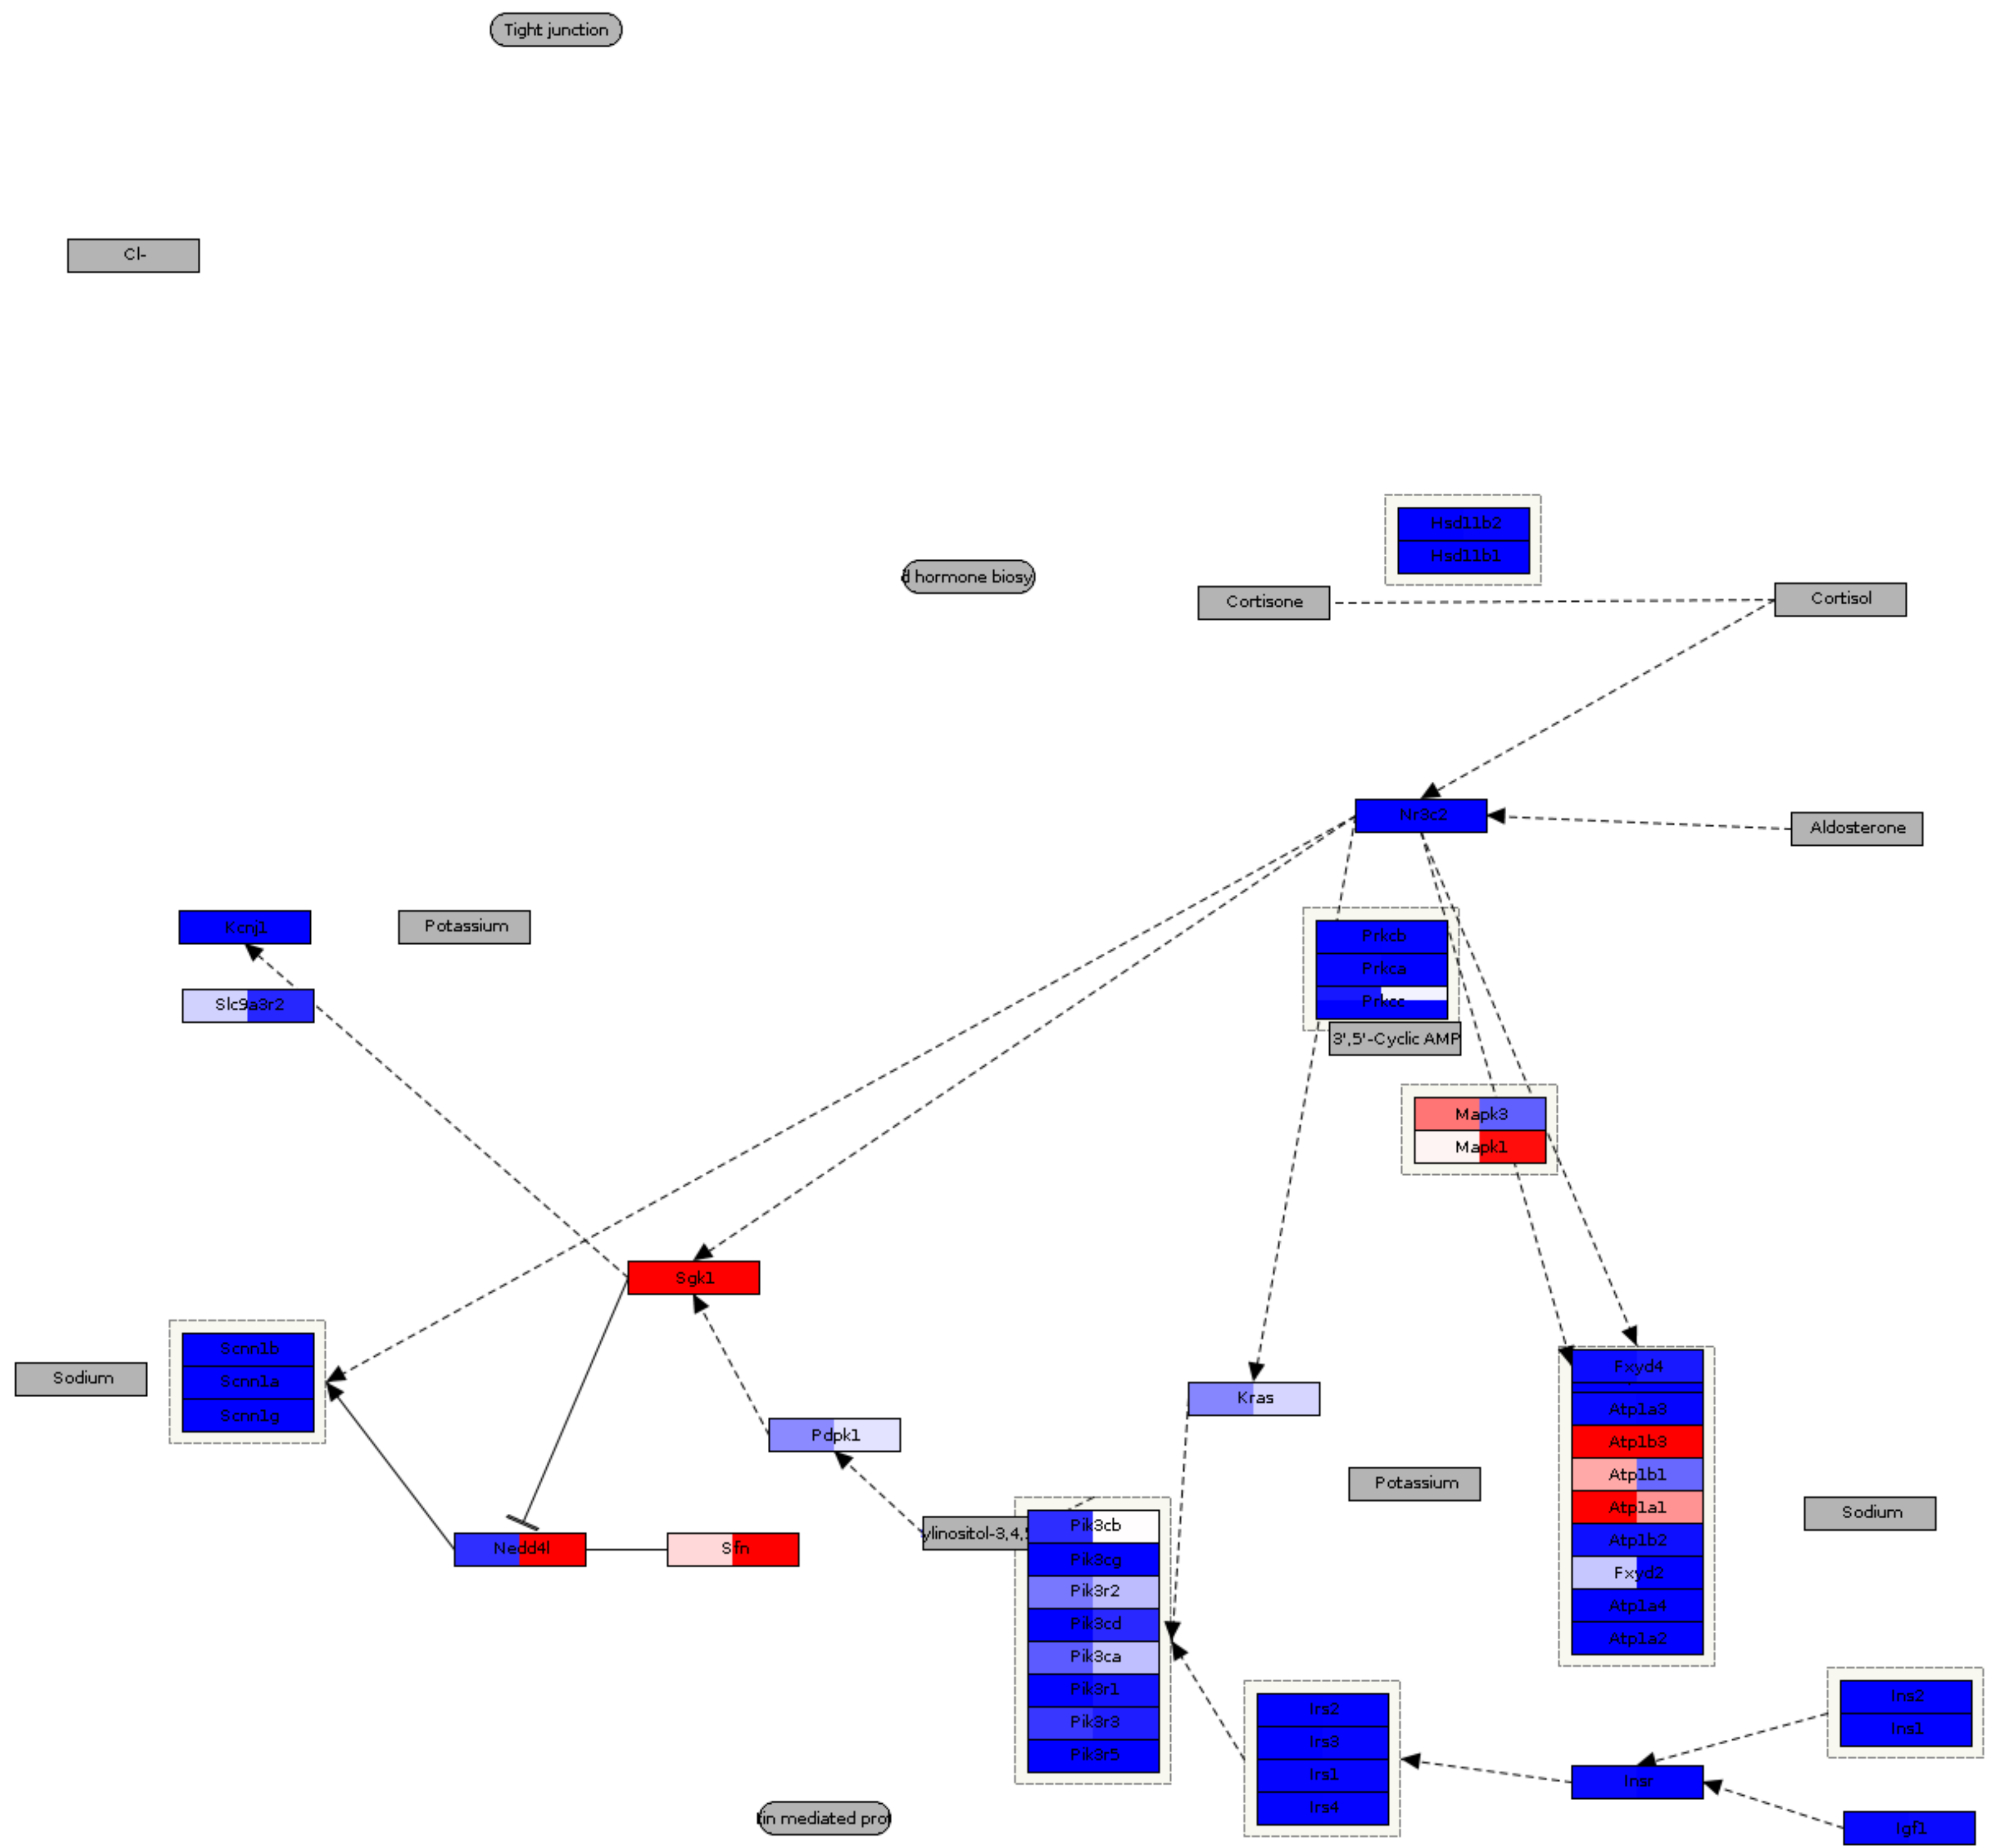 Tight junction
Cl-
Hsd11b2
Hsd11b1
d hormone biosy
Cortisone
Cortisol
Nr3c2
Aldosterone
Kcnj1
Potassium
Prkcb
Prkca
Prkcc
Slc9a3r2
3',5'-Cyclic AMP
Mapk3
Mapk1
Sgk1
Scnn1b
Scnn1a
Scnn1g
Sodium
Fxyd4
Atp1a3
Atp1b3
Atp1b1
Atp1a1
Atp1b2
Fxyd2
Atp1a4
Atp1a2
Kras
Pdpk1
Potassium
Sodium
Nedd4l
Sfn
ylinositol-3,4,5
Pik3cb
Pik3cg
Pik3r2
Pik3cd
Pik3ca
Pik3r1
Pik3r3
Pik3r5
Irs2
Irs3
Irs1
Irs4
Ins2
Ins1
Insr
Igf1
tin mediated prot